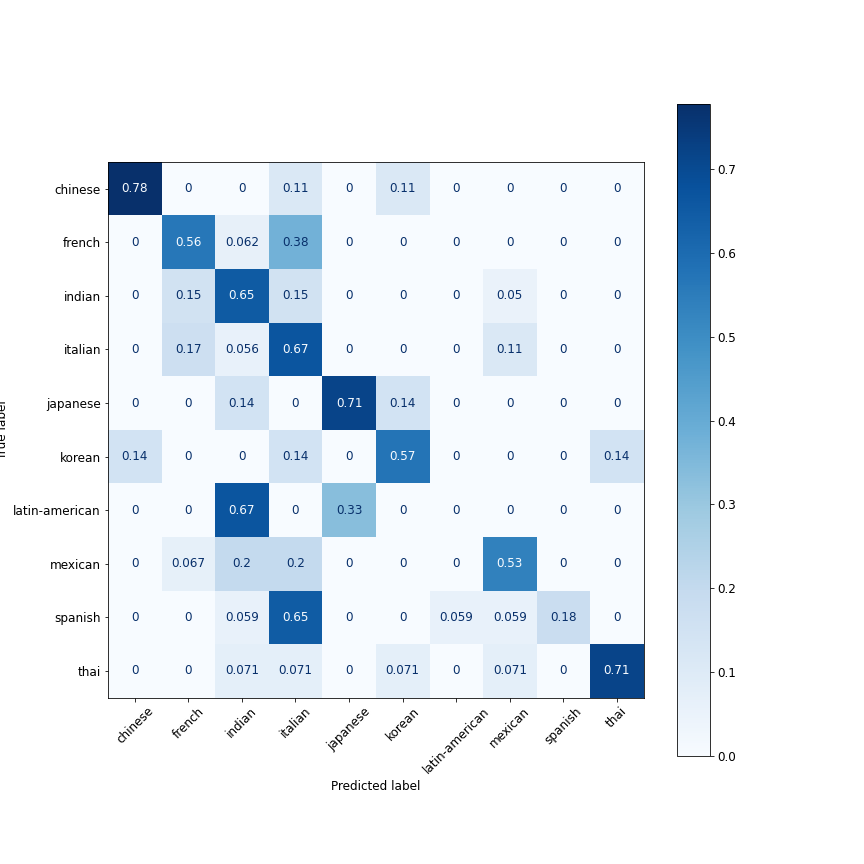 chinese 0.78 0 0 0.11 0 0.11 0 0 0 0
french 0 0.56 0.062 0.38 0 0 0 0 0 0
indian 0 0.15 0.65 0.15 0 0 0 0.05 0 0
italian 0 0.17 0.056 0.67 0 0 0 0.11 0 0
japanese 0 0 0.14 0 0.71 0.14 0 0 0 0
korean 0.14 0 0 0.14 0 0.57 0 0 0 0.14
latin-american 0 0 0.67 0 0.33 0 0 0 0 0
mexican 0 0.067 0.2 0.2 0 0 0 0.53 0 0
spanish 0 0 0.059 0.65 0 0 0.059 0.059 0.18 0
thai 0 0 0.071 0.071 0 0.071 0 0.071 0 0.71
chinese french indian italian japanese korean latin-american mexican spanish thai
Predicted label
0.7
0.6
0.5
0.4
0.3
0.2
0.1
0.0